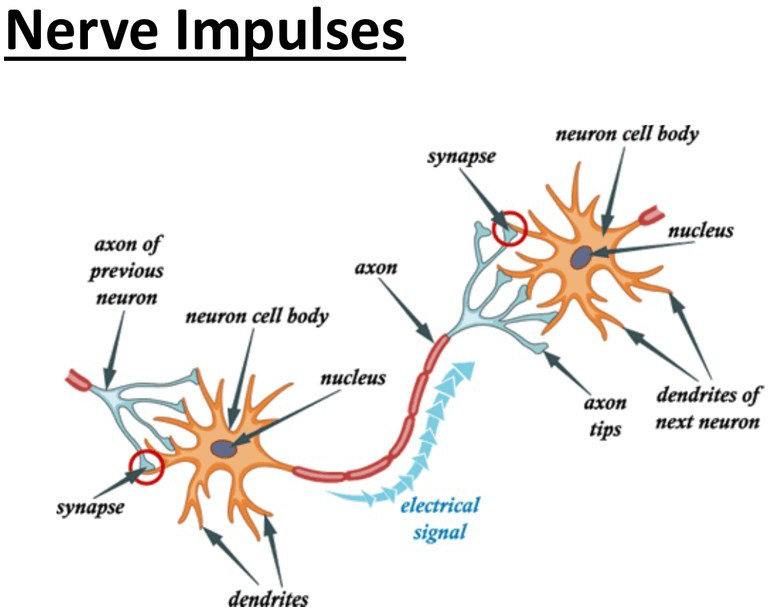 Nerve Impulses
neuron cell body
synapse
nucleus
axon of
previous
neuron
axon
neuron cell body
nucleus
axon
tips
dendrites of
next neuron
synapse
electrical
signal
dendrites